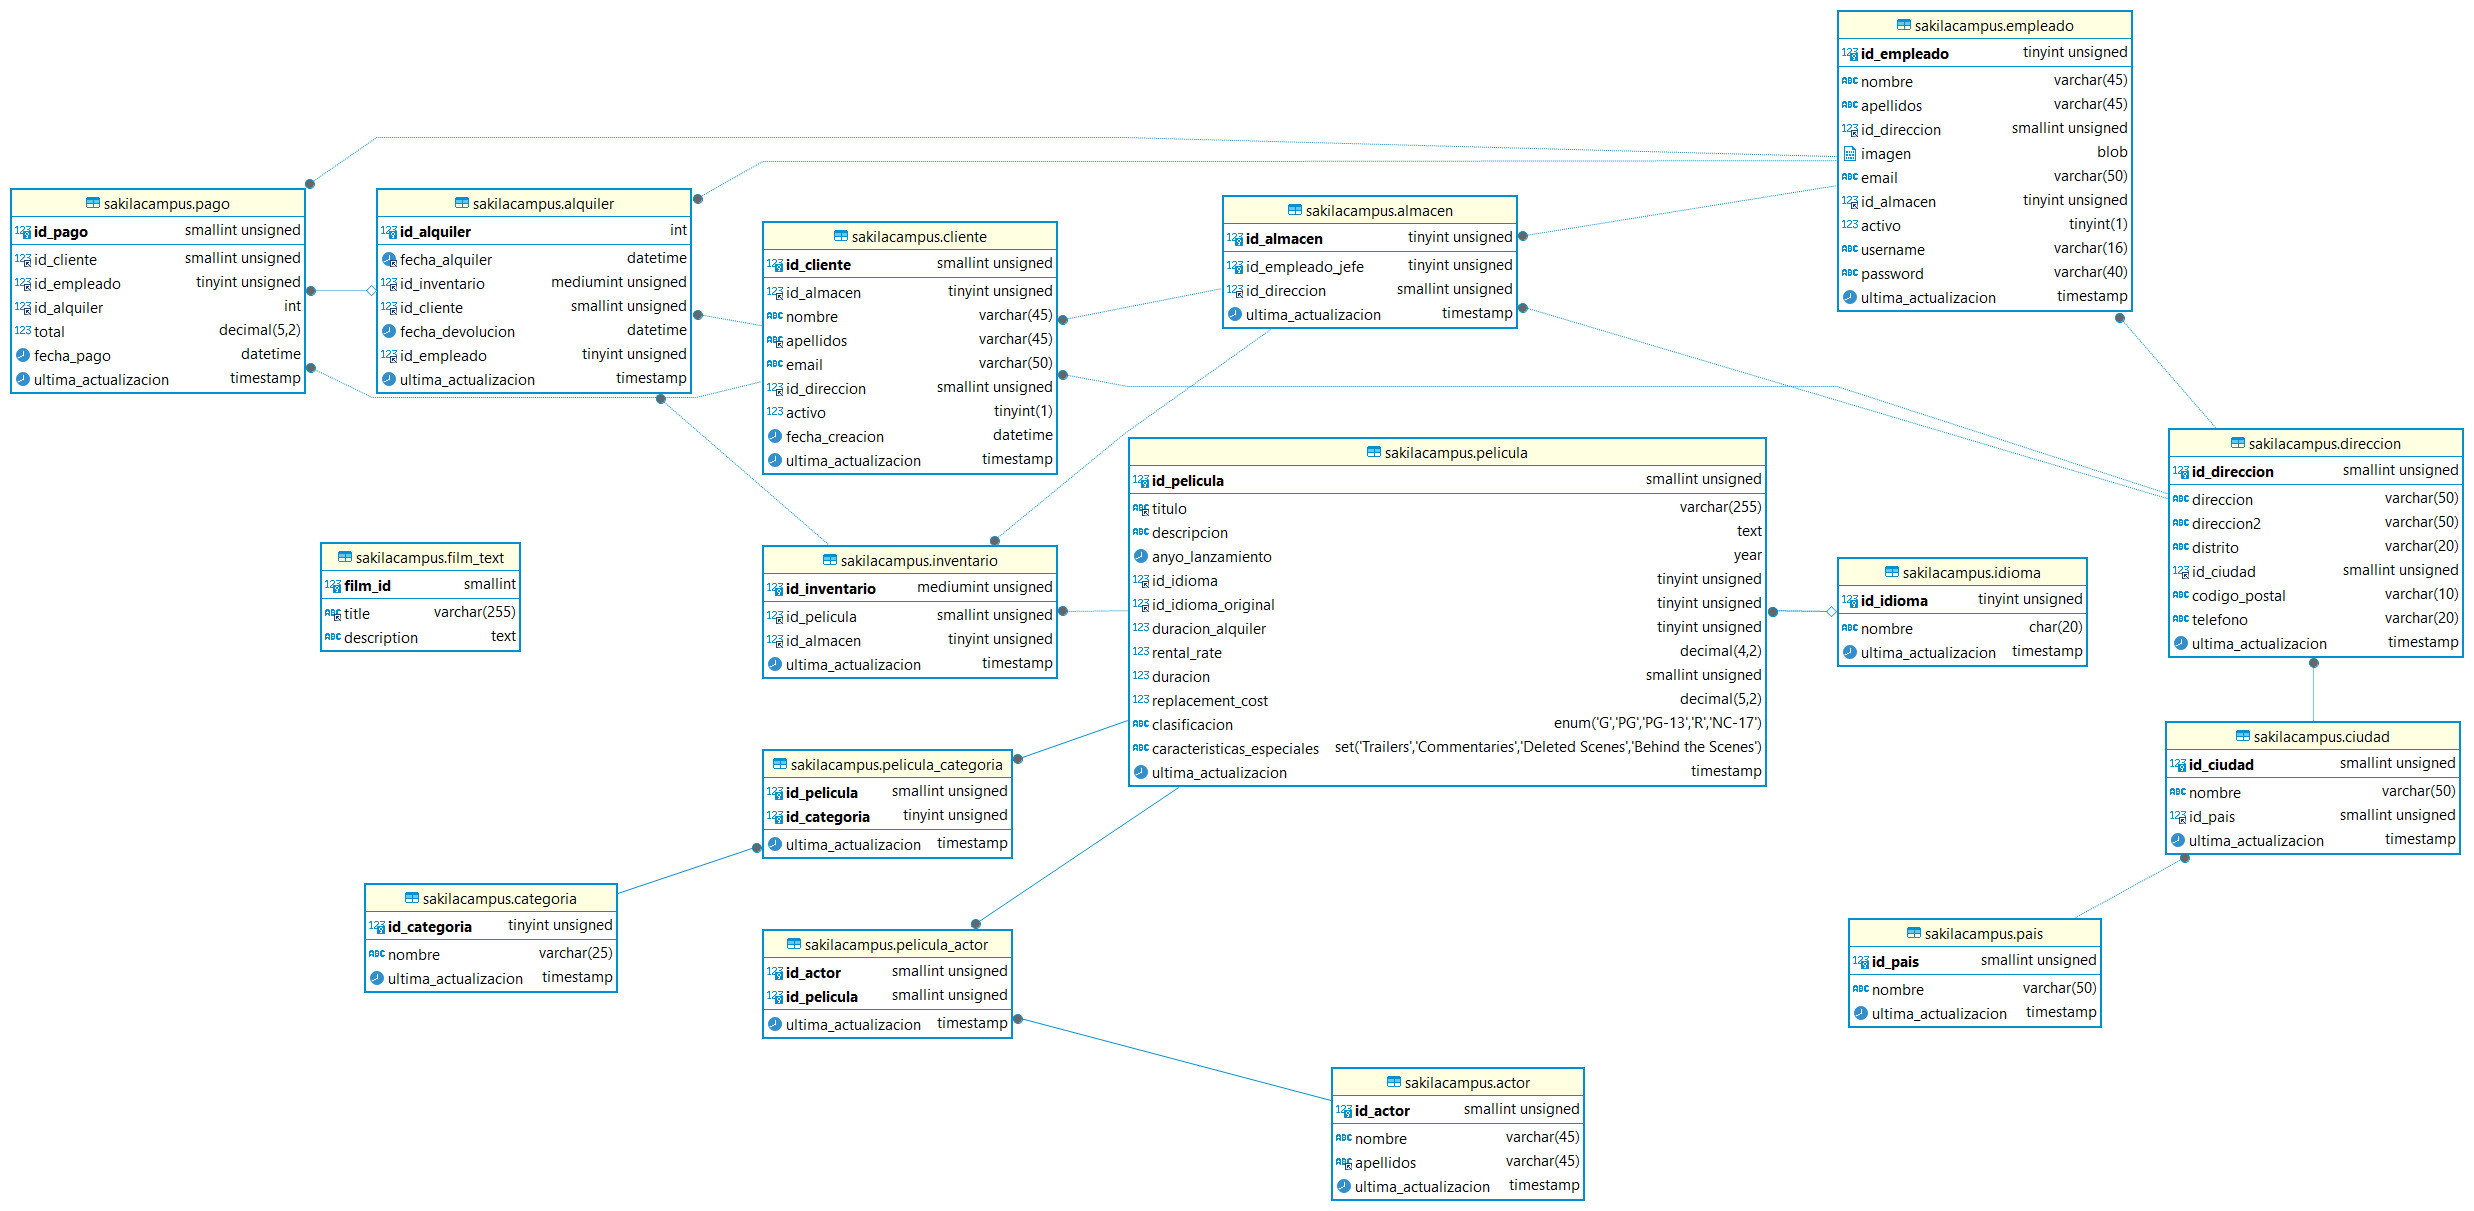 sakilacampus.empleado
id_empleado tinyint unsigned
nombre varchar(45)
apellidos varchar(45)
id_direccion smallint unsigned
imagen blob
email varchar(50)
id_almacen tinyint unsigned
activo tinyint(1)
username varchar(16)
password varchar(40)
ultima_actualizacion timestamp
sakilacampus.pago
id_pago smallint unsigned
id_cliente smallint unsigned
id_empleado tinyint unsigned
id_alquiler int
total decimal(5,2)
fecha_pago datetime
ultima_actualizacion timestamp
sakilacampus.alquiler
id_alquiler int
fecha_alquiler datetime
id_inventario mediumint unsigned
id_cliente smallint unsigned
fecha_devolucion datetime
id_empleado tinyint unsigned
ultima_actualizacion timestamp
sakilacampus.cliente
id_cliente smallint unsigned
id_almacen tinyint unsigned
nombre varchar(45)
apellidos varchar(45)
email varchar(50)
id_direccion smallint unsigned
activo tinyint(1)
fecha_creacion datetime
ultima_actualizacion timestamp
sakilacampus.almacen
id_almacen tinyint unsigned
id_empleado_jefe tinyint unsigned
id_direccion smallint unsigned
ultima_actualizacion timestamp
sakilacampus.direccion
id_direccion smallint unsigned
direccion varchar(50)
direccion2 varchar(50)
distrito varchar(20)
id_ciudad smallint unsigned
codigo_postal varchar(10)
telefono varchar(20)
ultima_actualizacion timestamp
sakilacampus.pelicula
id_pelicula smallint unsigned
titulo varchar(255)
descripcion text
anyo_lanzamiento year
id_idioma tinyint unsigned
id_idioma_original tinyint unsigned
duracion_alquiler tinyint unsigned
rental_rate decimal(4,2)
duracion smallint unsigned
replacement_cost decimal(5,2)
clasificacion enum('G','PG','PG-13','R','NC-17')
caracteristicas_especiales set('Trailers','Commentaries','Deleted Scenes','Behind the Scenes')
ultima_actualizacion timestamp
sakilacampus.film_text
film_id smallint
title varchar(255)
description text
sakilacampus.inventario
id_inventario mediumint unsigned
id_pelicula smallint unsigned
id_almacen tinyint unsigned
ultima_actualizacion timestamp
sakilacampus.idioma
id_idioma tinyint unsigned
nombre char(20)
ultima_actualizacion timestamp
sakilacampus.ciudad
id_ciudad smallint unsigned
nombre varchar(50)
id_pais smallint unsigned
ultima_actualizacion timestamp
sakilacampus.pelicula_categoria
id_pelicula smallint unsigned
id_categoria tinyint unsigned
ultima_actualizacion timestamp
sakilacampus.categoria
id_categoria tinyint unsigned
nombre varchar(25)
ultima_actualizacion timestamp
sakilacampus.pelicula_actor
id_actor smallint unsigned
id_pelicula smallint unsigned
ultima_actualizacion timestamp
sakilacampus.pais
id_pais smallint unsigned
nombre varchar(50)
ultima_actualizacion timestamp
sakilacampus.actor
id_actor smallint unsigned
nombre varchar(45)
apellidos varchar(45)
ultima_actualizacion timestamp